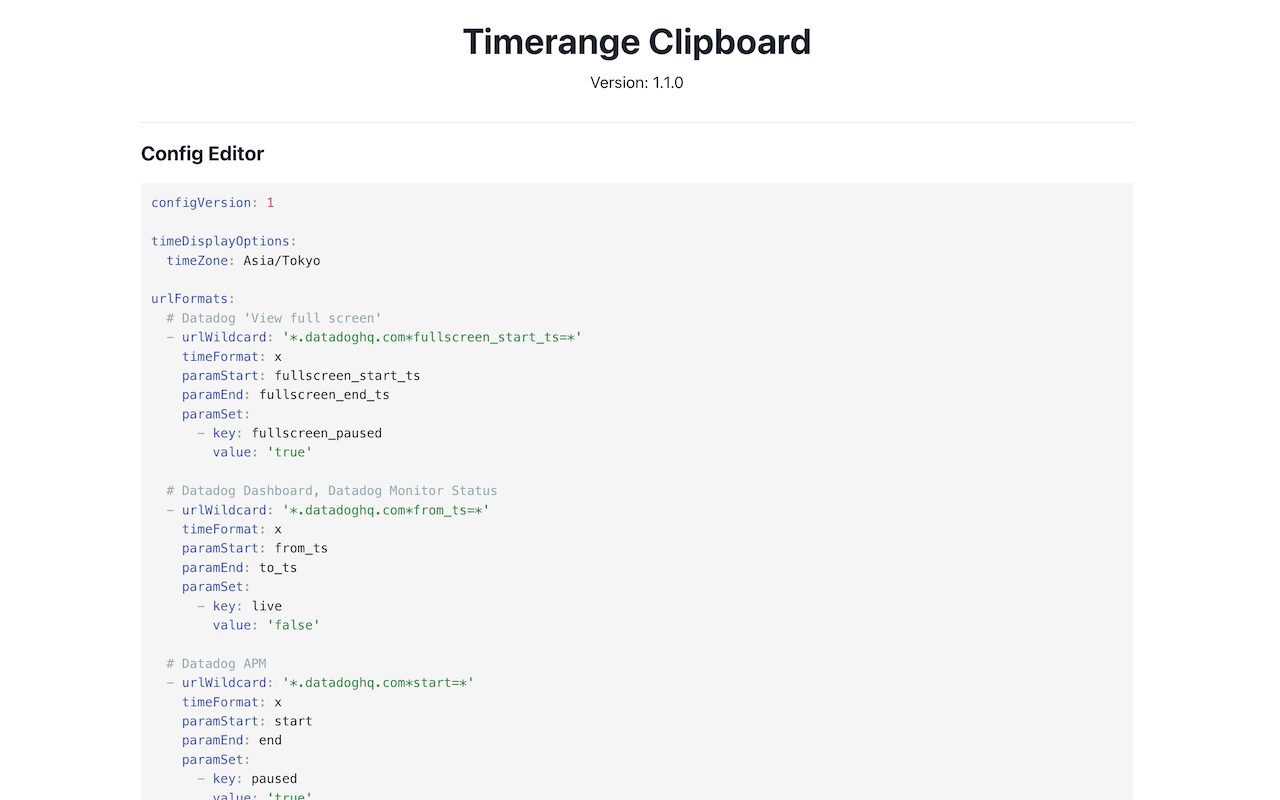 Timerange Clipboard
Version: 1.1.0
Config Editor
configVersion: 1
timeDisplayOptions:
  timeZone: Asia/Tokyo
urlFormats:
  # Datadog 'View full screen'
  - urlWildcard: '*.datadoghq.com*fullscreen_start_ts=*'
    timeFormat: x
    paramStart: fullscreen_start_ts
    paramEnd: fullscreen_end_ts
    paramSet:
      - key: fullscreen_paused
        value: 'true'
  # Datadog Dashboard, Datadog Monitor Status
  - urlWildcard: '*.datadoghq.com*from_ts=*'
    timeFormat: x
    paramStart: from_ts
    paramEnd: to_ts
    paramSet:
      - key: live
        value: 'false'
  # Datadog APM
  - urlWildcard: '*.datadoghq.com*start=*'
    timeFormat: x
    paramStart: start
    paramEnd: end
    paramSet:
      - key: paused
        value: 'true'